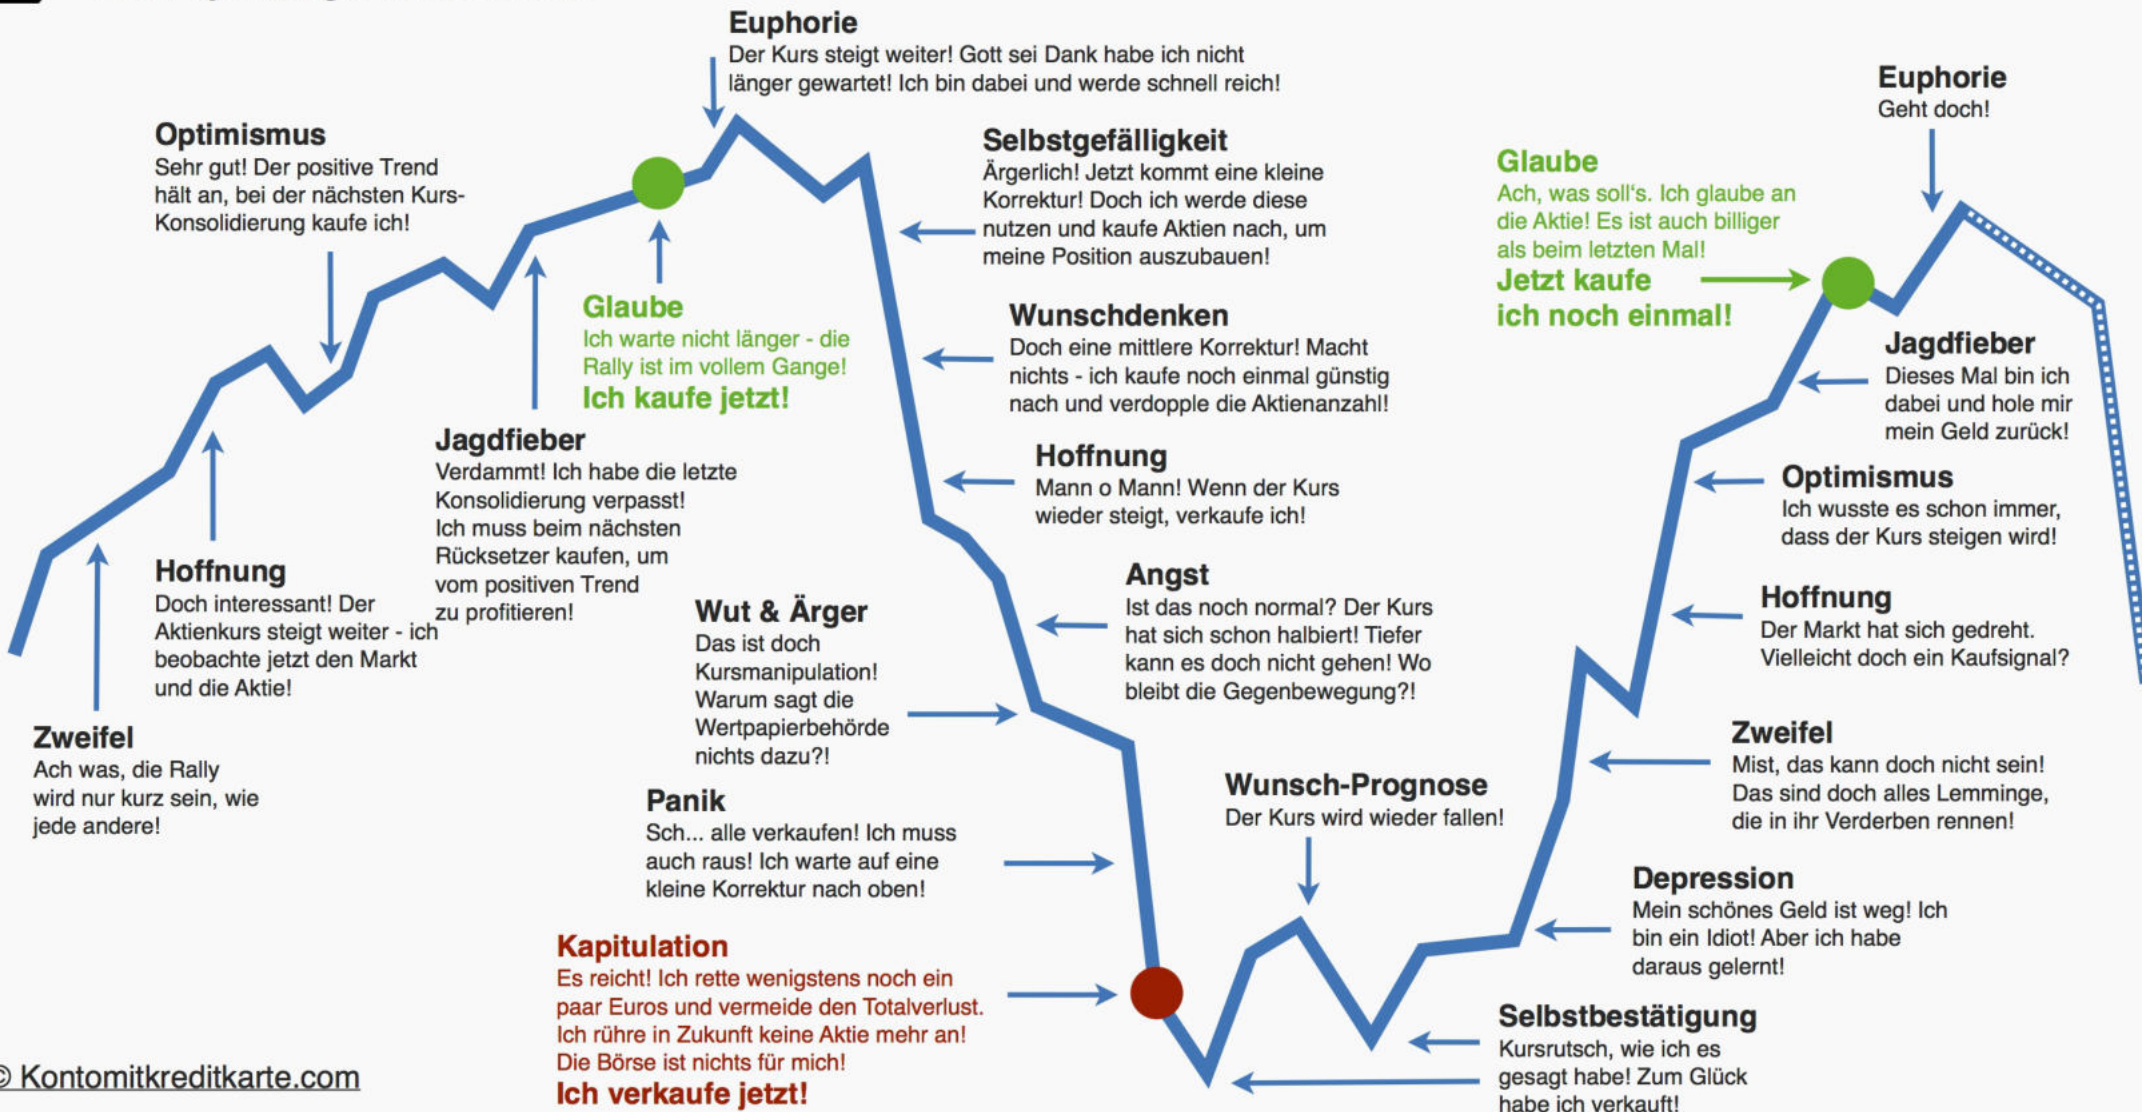 Euphorie
Der Kurs steigt weiter! Gott sei Dank habe ich nicht
länger gewartet! Ich bin dabei und werde schnell reich!
Optimismus
Sehr gut! Der positive Trend
hält an, bei der nächsten Kurs-
Konsolidierung kaufe ich!
Glaube
Ich warte nicht länger - die
Rally ist im vollem Gange!
Ich kaufe jetzt!
Jagdfieber
Verdammt! Ich habe die letzte
Konsolidierung verpasst!
Ich muss beim nächsten
Rücksetzer kaufen, um
vom positiven Trend
zu profitieren!
Hoffnung
Doch interessant! Der
Aktienkurs steigt weiter - ich
beobachte jetzt den Markt
und die Aktie!
Zweifel
Ach was, die Rally
wird nur kurz sein, wie
jede andere!
Selbstgefälligkeit
Ärgerlich! Jetzt kommt eine kleine
Korrektur! Doch ich werde diese
nutzen und kaufe Aktien nach, um
meine Position auszubauen!
Wunschdenken
Doch eine mittlere Korrektur! Macht
nichts - ich kaufe noch einmal günstig
nach und verdopple die Aktienanzahl!
Hoffnung
Mann o Mann! Wenn der Kurs
wieder steigt, verkaufe ich!
Angst
Ist das noch normal? Der Kurs
hat sich schon halbiert! Tiefer
kann es doch nicht gehen! Wo
bleibt die Gegenbewegung?!
Wut & Ärger
Das ist doch
Kursmanipulation!
Warum sagt die
Wertpapierbehörde
nichts dazu?!
Panik
Sch... alle verkaufen! Ich muss
auch raus! Ich warte auf eine
kleine Korrektur nach oben!
Kapitulation
Es reicht! Ich rette wenigstens noch ein
paar Euros und vermeide den Totalverlust.
Ich rühre in Zukunft keine Aktie mehr an!
Die Börse ist nichts für mich!
Ich verkaufe jetzt!
Wunsch-Prognose
Der Kurs wird wieder fallen!
Selbstbestätigung
Kursrutsch, wie ich es
gesagt habe! Zum Glück
habe ich verkauft!
Depression
Mein schönes Geld ist weg! Ich
bin ein Idiot! Aber ich habe
daraus gelernt!
Zweifel
Mist, das kann doch nicht sein!
Das sind doch alles Lemminge,
die in ihr Verderben rennen!
Hoffnung
Der Markt hat sich gedreht.
Vielleicht doch ein Kaufsignal?
Optimismus
Ich wusste es schon immer,
dass der Kurs steigen wird!
Jagdfieber
Dieses Mal bin ich
dabei und hole mir
mein Geld zurück!
Glaube
Ach, was soll's. Ich glaube an
die Aktie! Es ist auch billiger
als beim letzten Mal!
Jetzt kaufe
ich noch einmal!
Euphorie
Geht doch!
© Kontomitkreditkarte.com